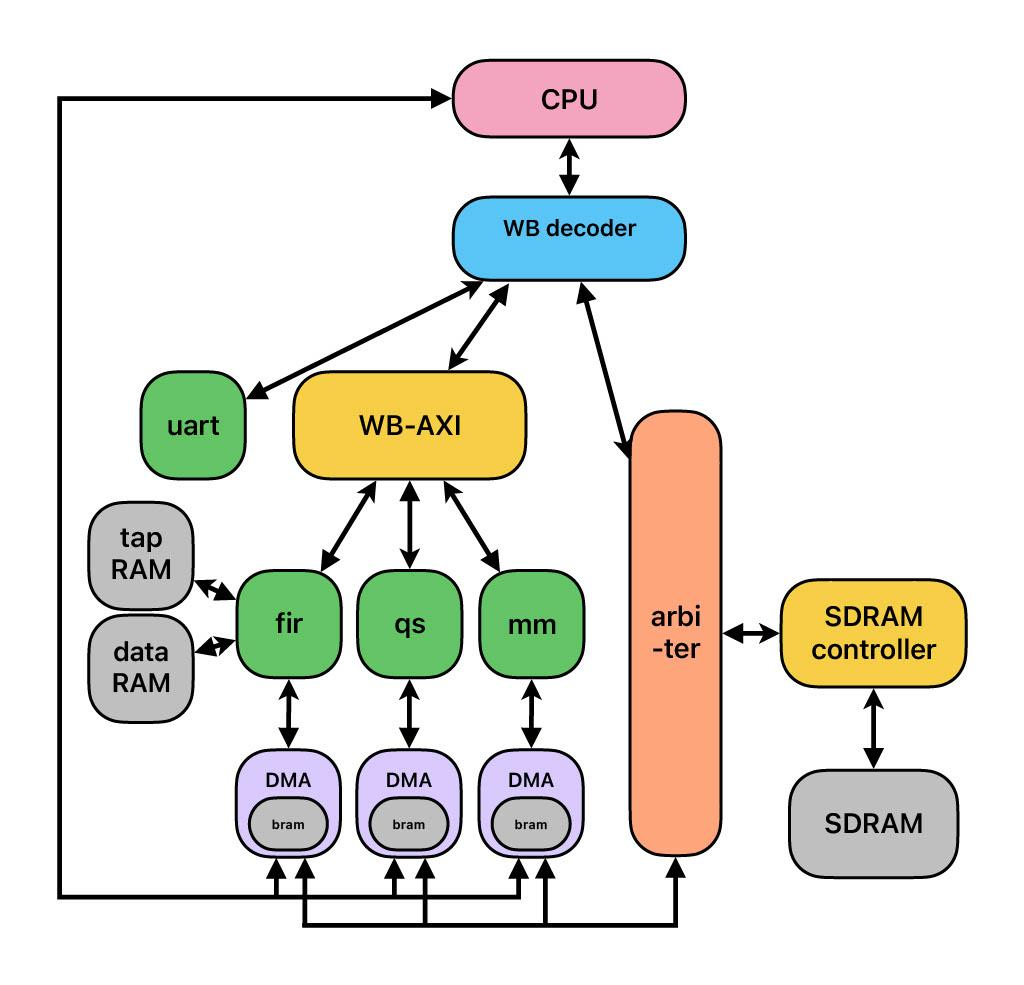 CPU
WB decoder
uart
WB-AXI
tap
RAM
data
RAM
fir
qs
mm
arbi
-ter
SDRAM
controller
DMA
bram
DMA
bram
DMA
bram
SDRAM